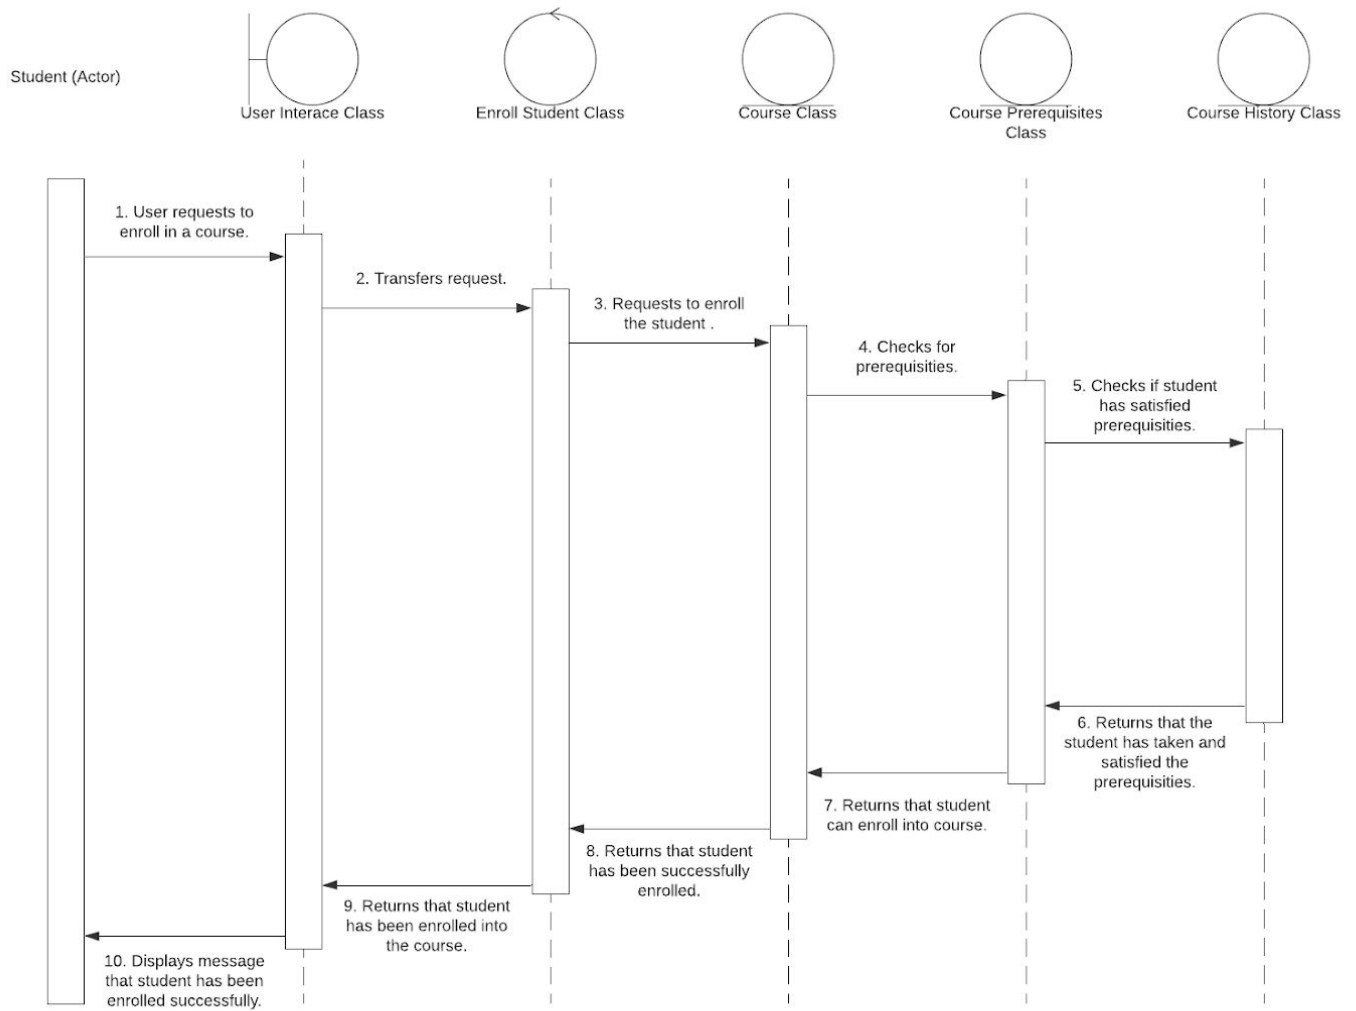 Student (Actor)
User Interace Class
Enroll Student Class
Course Class
Course Prerequisites
Class
Course History Class
1. User requests to
enroll in a course.
2. Transfers request.
3. Requests to enroll
the student .
4. Checks for
prerequisities.
5. Checks if student
has satisfied
prerequisities.
6. Returns that the
student has taken and
satisfied the
prerequisities.
7. Returns that student
can enroll into course.
8. Returns that student
has been successfully
enrolled.
9. Returns that student
has been enrolled into
the course.
10. Displays message
that student has been
enrolled successfully.